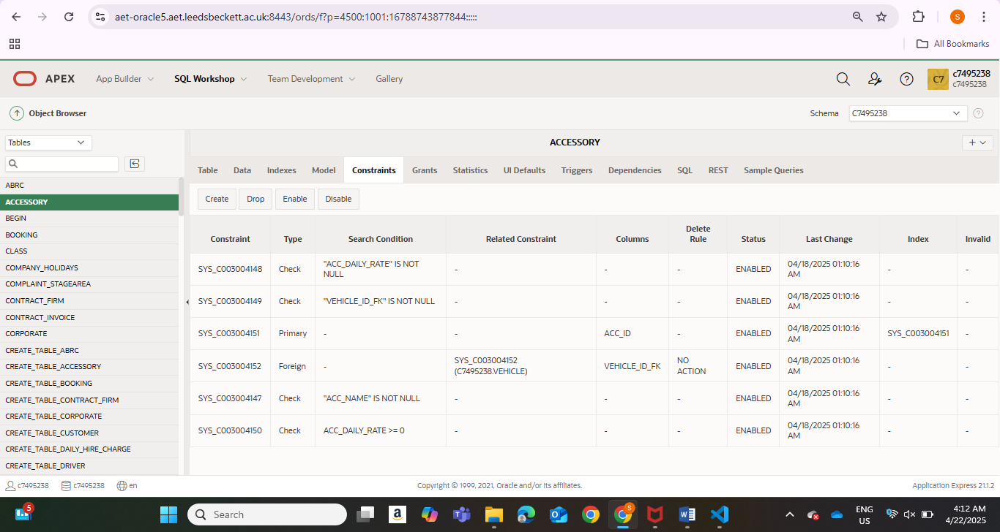 aet-oracle5.aet.leedsbeckett.ac.uk:8443/ords/f?p=4500:1001:16788743877844:::::
S
All Bookmarks
APEX
App Builder
SQL Workshop
Team Development
Gallery
C7
c7495238
c7495238
Object Browser
Schema
C7495238
Tables
ACCESSORY
Table Data Indexes Model Constraints Grants Statistics UI Defaults Triggers Dependencies SQL REST Sample Queries
Create Drop Enable Disable
ABRC
ACCESSORY
BEGIN
BOOKING
CLASS
COMPANY_HOLIDAYS
COMPLAINT_STAGEAREA
CONTRACT_FIRM
CONTRACT_INVOICE
CORPORATE
CREATE_TABLE_ABRC
CREATE_TABLE_ACCESSORY
CREATE_TABLE_BOOKING
CREATE_TABLE_CONTRACT_FIRM
CREATE_TABLE_CORPORATE
CREATE_TABLE_CUSTOMER
CREATE_TABLE_DAILY_HIRE_CHARGE
CREATE_TABLE_DRIVER
Constraint Type Search Condition Related Constraint Columns Delete Rule Status Last Change Index Invalid
SYS_C003004148 Check "ACC_DAILY_RATE" IS NOT NULL - - - ENABLED 04/18/2025 01:10:16 AM - -
SYS_C003004149 Check "VEHICLE_ID_FK" IS NOT NULL - - - ENABLED 04/18/2025 01:10:16 AM - -
SYS_C003004151 Primary - - ACC_ID - ENABLED 04/18/2025 01:10:16 AM SYS_C003004151 -
SYS_C003004152 Foreign - SYS_C003004152 (C7495238.VEHICLE) VEHICLE_ID_FK NO ACTION ENABLED 04/18/2025 01:10:16 AM - -
SYS_C003004147 Check "ACC_NAME" IS NOT NULL - - - ENABLED 04/18/2025 01:10:16 AM - -
SYS_C003004150 Check ACC_DAILY_RATE >= 0 - - - ENABLED 04/18/2025 01:10:16 AM - -
c7495238 c7495238 en
Copyright © 1999, 2021, Oracle and/or its affiliates.
Application Express 21.1.2
5
Search
a
S
W
ENG
US
4:12 AM
4/22/2025